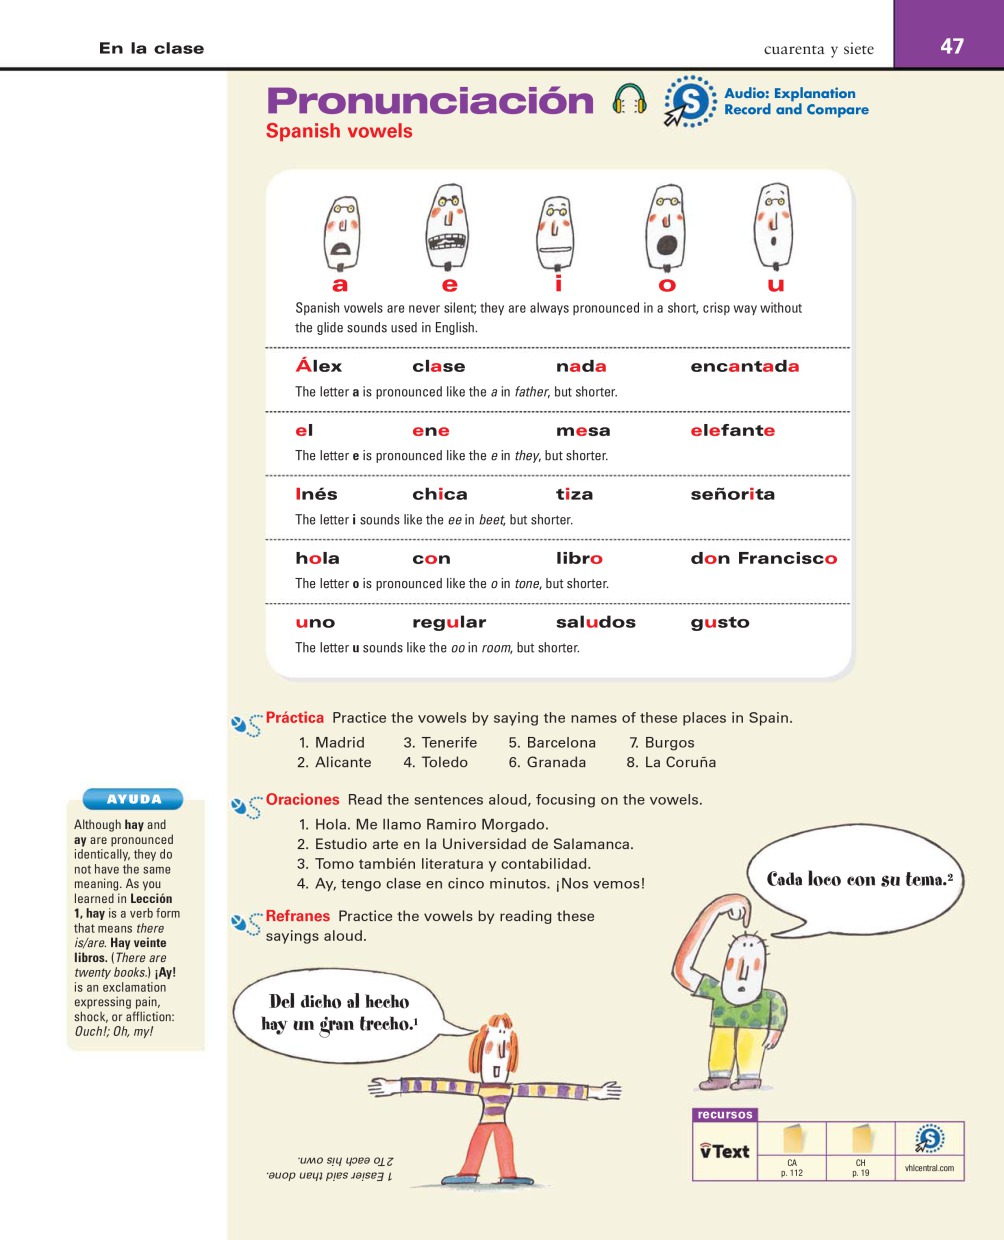 En la clase
cuarenta y siete
47
Pronunciación
Spanish vowels
S
Audio: Explanation
Record and Compare
a e i o u
Spanish vowels are never silent; they are always pronounced in a short, crisp way without
the glide sounds used in English.
Álex clase nada encantada
The letter a is pronounced like the a in father, but shorter.
el ene mesa elefante
The letter e is pronounced like the e in they, but shorter.
Inés chica tiza señorita
The letter i sounds like the ee in beet, but shorter.
hola con libro don Francisco
The letter o is pronounced like the o in tone, but shorter.
uno regular saludos gusto
The letter u sounds like the oo in room, but shorter.
Práctica Practice the vowels by saying the names of these places in Spain.
1. Madrid 3. Tenerife 5. Barcelona 7. Burgos
2. Alicante 4. Toledo 6. Granada 8. La Coruña
Oraciones Read the sentences aloud, focusing on the vowels.
1. Hola. Me llamo Ramiro Morgado.
2. Estudio arte en la Universidad de Salamanca.
3. Tomo también literatura y contabilidad.
4. Ay, tengo clase en cinco minutos. ¡Nos vemos!
Refranes Practice the vowels by reading these
sayings aloud.
AYUDA
Although hay and
ay are pronounced
identically, they do
not have the same
meaning. As you
learned in Lección
1, hay is a verb form
that means there
is/are. Hay veinte
libros. (There are
twenty books.) ¡Ay!
is an exclamation
expressing pain,
shock, or affliction:
Ouch!; Oh, my!
Cada loco con su tema.²
Del dicho al hecho
hay un gran trecho.¹
1 Easier said than done.
2 To each his own.
recursos
vText
CA
p. 112
CH
p. 19
S
vhlcentral.com